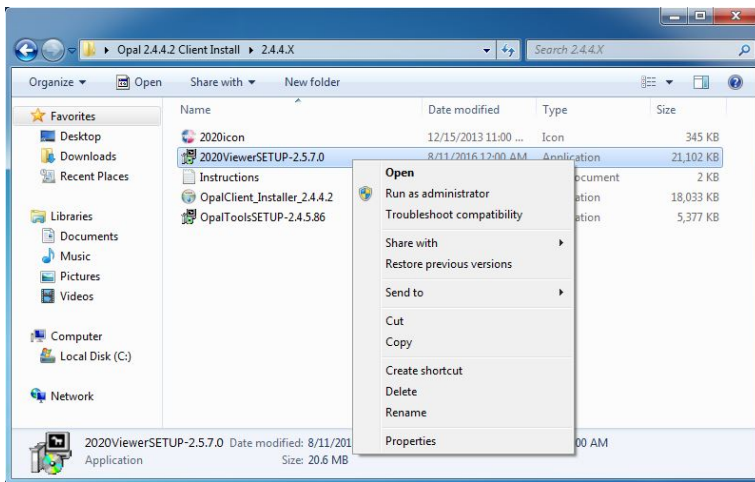 Opal 2.4.4.2 Client Install ▸ 2.4.4.X
Search 2.4.4.X
Organize Open Share with New folder
Name Date modified Type Size
Favorites
Desktop
Downloads
Recent Places
Libraries
Documents
Music
Pictures
Videos
Computer
Local Disk (C:)
Network
2020icon 12/15/2013 11:00 ... Icon 345 KB
2020ViewerSETUP-2.5.7.0 8/11/2016 12:00 AM Application 21,102 KB
Instructions ocument 2 KB
OpalClient_Installer_2.4.4.2 ation 18,033 KB
OpalToolsSETUP-2.4.5.86 ation 5,377 KB
Open
Run as administrator
Troubleshoot compatibility
Share with
Restore previous versions
Send to
Cut
Copy
Create shortcut
Delete
Rename
Properties
2020ViewerSETUP-2.5.7.0 Date modified: 8/11/201 00 AM
Application Size: 20.6 MB